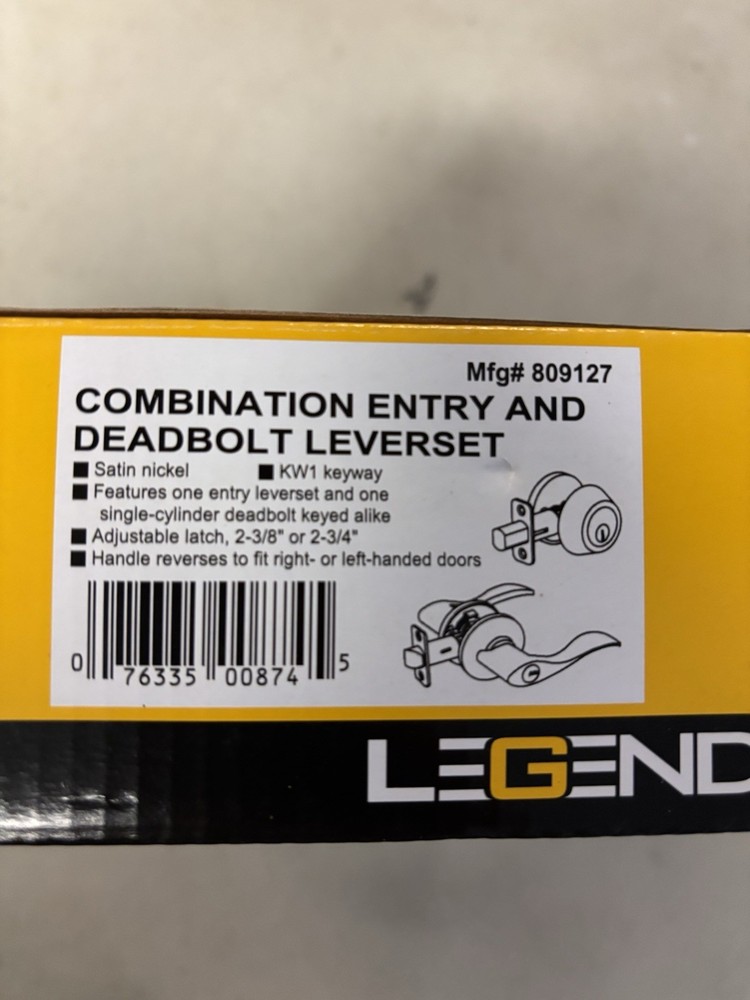 Mfg# 809127
COMBINATION ENTRY AND
DEADBOLT LEVERSET
■ Satin nickel ■ KW1 keyway
■ Features one entry leverset and one
single-cylinder deadbolt keyed alike
■ Adjustable latch, 2-3/8" or 2-3/4"
■ Handle reverses to fit right- or left-handed doors
0 76335 00874 5
LEGEND